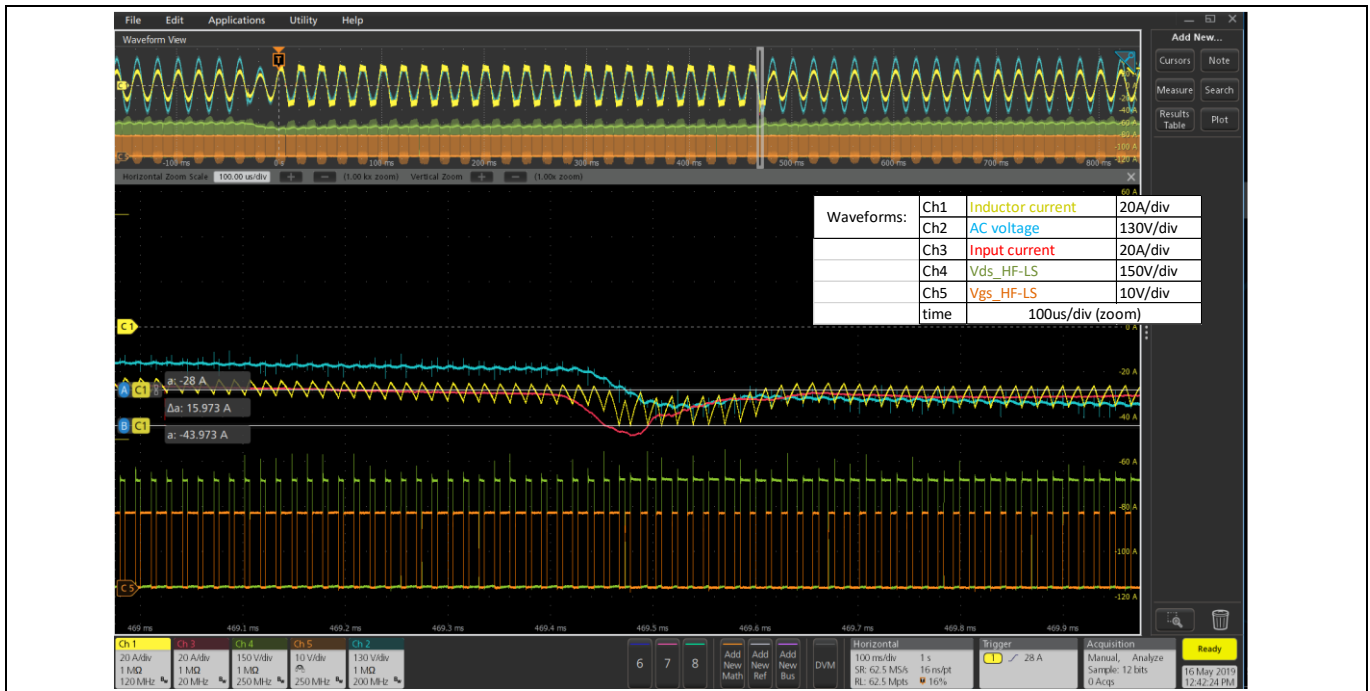 File Edit Applications Utility Help
Waveform View
Add New...
Cursors Note
Measure Search
Results Table Plot
T
C1
-20 A
-40 A
-60 A
-80 A
-100 A
-120 A
C5
-100 ms 0 s 100 ms 200 ms 300 ms 400 ms 500 ms 600 ms 700 ms 800 ms
Horizontal Zoom Scale 100.00 us/div + — (1.00 kx zoom) Vertical Zoom + — (1.00x zoom)
60 A
Waveforms: Ch1 Inductor current 20A/div
Ch2 AC voltage 130V/div
Ch3 Input current 20A/div
Ch4 Vds_HF-LS 150V/div
Ch5 Vgs_HF-LS 10V/div
time 100us/div (zoom)
C1
0 A
-20 A
A C1 B a: -28 A
Δa: 15.973 A
-40 A
B C1 a: -43.973 A
-60 A
-80 A
-100 A
C5
-120 A
469 ms 469.1 ms 469.2 ms 469.3 ms 469.4 ms 469.5 ms 469.6 ms 469.7 ms 469.8 ms 469.9 ms
Ch 1 Ch 3 Ch 4 Ch 5 Ch 2
20 A/div 20 A/div 150 V/div 10 V/div 130 V/div
1 MΩ 1 MΩ 1 MΩ 1 MΩ
120 MHz 20 MHz 250 MHz 250 MHz 200 MHz
6 7 8
Add New Math
Add New Ref
Add New Bus
DVM
Horizontal
100 ms/div 1 s
SR: 62.5 MS/s 16 ns/pt
RL: 62.5 Mpts 16%
Trigger
1 28 A
Acquisition
Manual, Analyze
Sample: 12 bits
0 Acqs
Ready
16 May 2019
12:42:24 PM